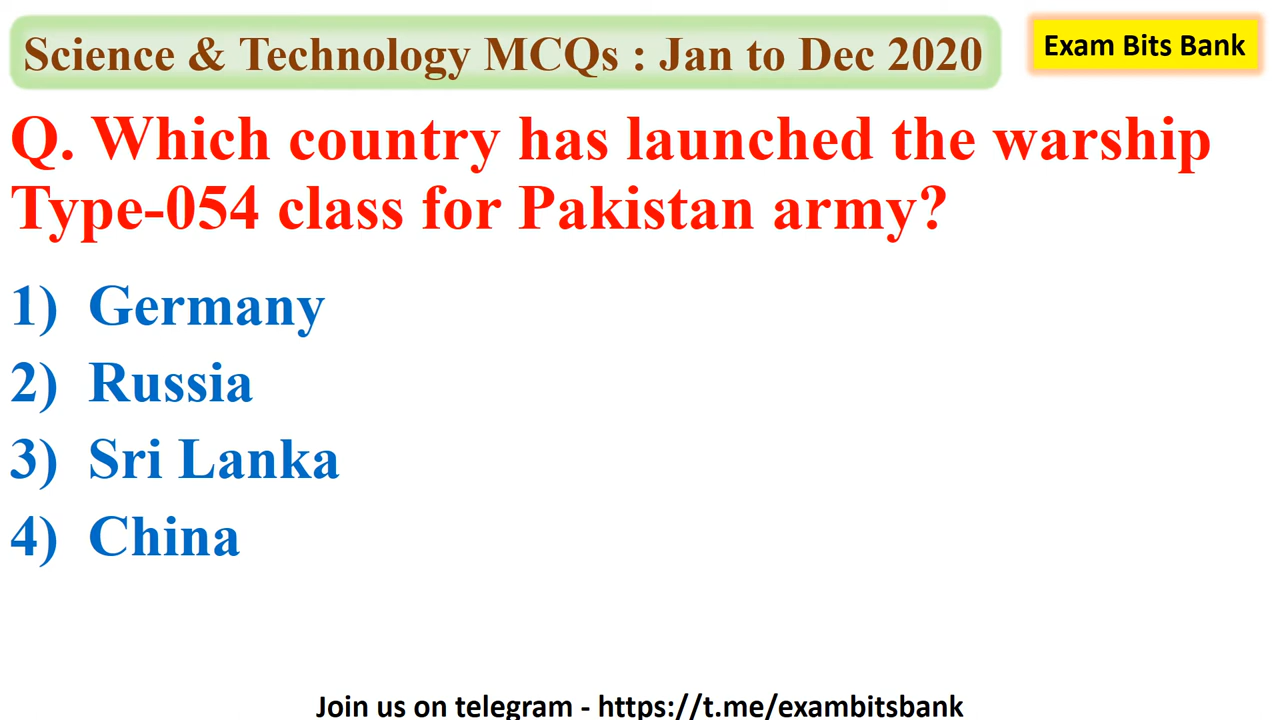 Science & Technology MCQs : Jan to Dec 2020
Exam Bits Bank
Q. Which country has launched the warship
Type-054 class for Pakistan army?
1) Germany
2) Russia
3) Sri Lanka
4) China
Join us on telegram - https://t.me/exambitsbank